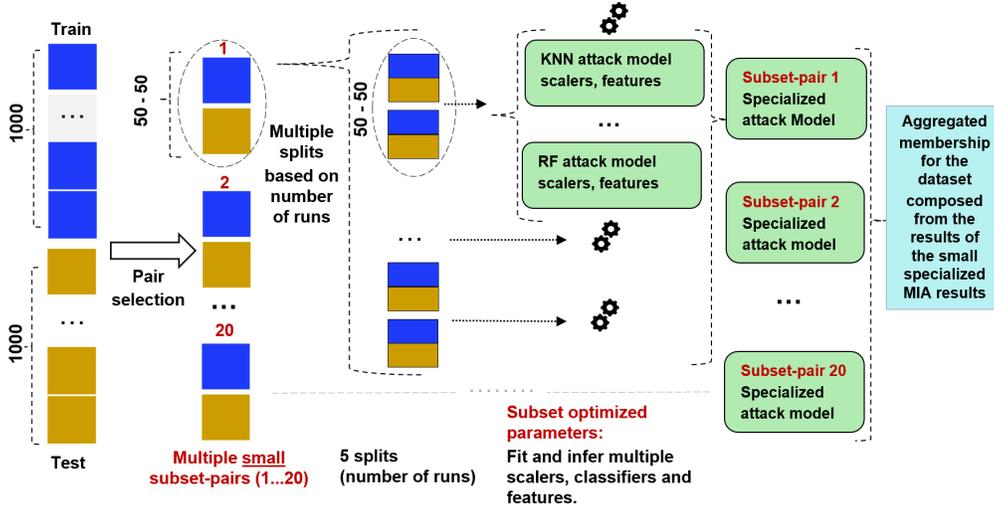 Train
1000
...
1000
...
Test
Pair
selection
50 - 50
1
2
...
20
Multiple small
subset-pairs (1...20)
Multiple
splits
based on
number
of runs
50 - 50
...
5 splits
(number of runs)
KNN attack model
scalers, features
...
RF attack model
scalers, features
........
Subset optimized
parameters:
Fit and infer multiple
scalers, classifiers and
features.
Subset-pair 1
Specialized
attack Model
Subset-pair 2
Specialized
attack model
...
Subset-pair 20
Specialized
attack model
Aggregated
membership
for the
dataset
composed
from the
results of
the small
specialized
MIA results